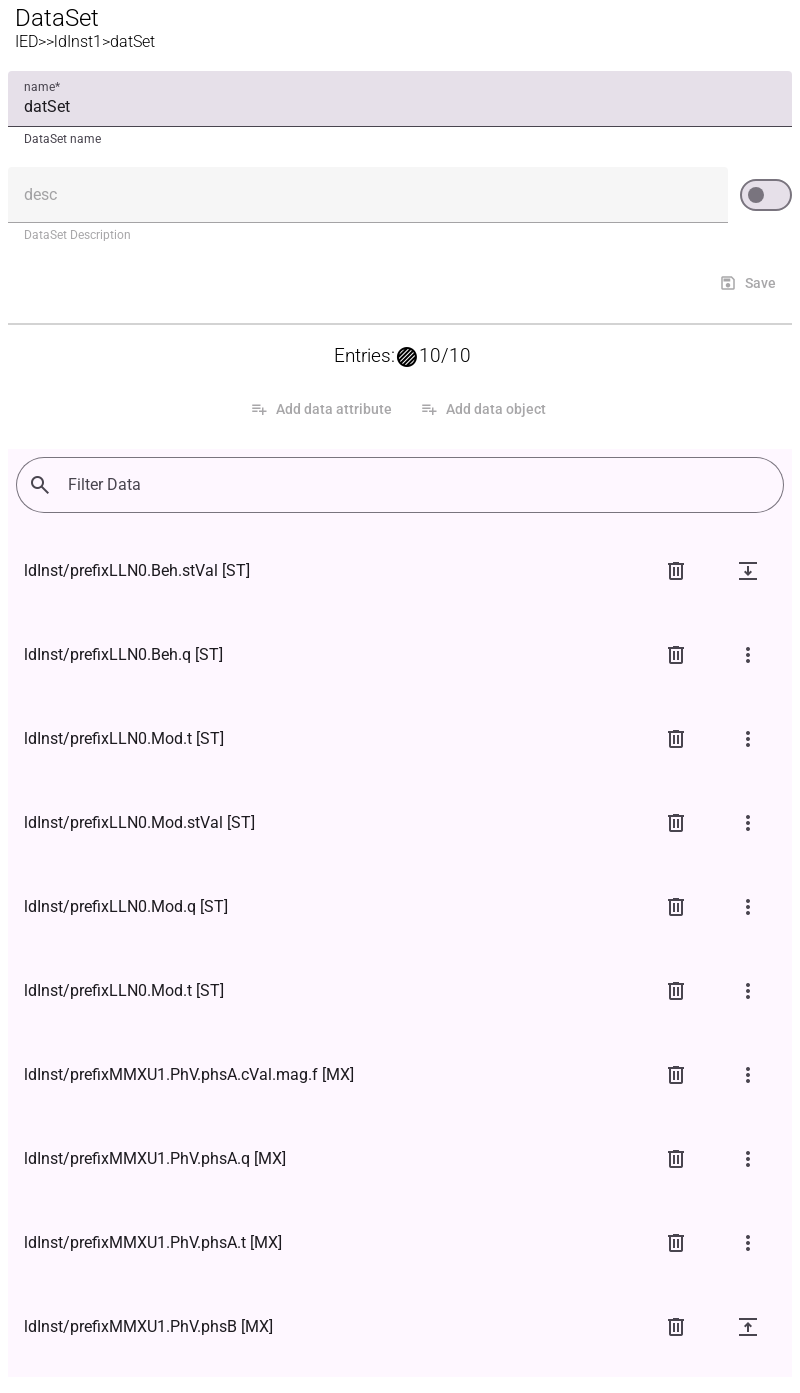 DataSet
IED>>ldInst1>datSet
name*
datSet
DataSet name
desc
DataSet Description
Save
Entries: 10/10
Add data attribute Add data object
Filter Data
ldInst/prefixLLN0.Beh.stVal [ST]
ldInst/prefixLLN0.Beh.q [ST]
ldInst/prefixLLN0.Mod.t [ST]
ldInst/prefixLLN0.Mod.stVal [ST]
ldInst/prefixLLN0.Mod.q [ST]
ldInst/prefixLLN0.Mod.t [ST]
ldInst/prefixMMXU1.PhV.phsA.cVal.mag.f [MX]
ldInst/prefixMMXU1.PhV.phsA.q [MX]
ldInst/prefixMMXU1.PhV.phsA.t [MX]
ldInst/prefixMMXU1.PhV.phsB [MX]